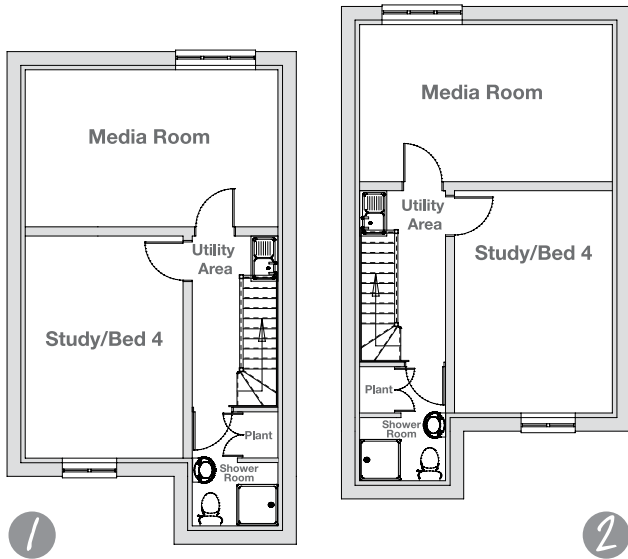 Media Room
Utility
Area
Study/Bed 4
Plant
Shower
Room
1
Media Room
Utility
Area
Study/Bed 4
Plant
Shower
Room
2